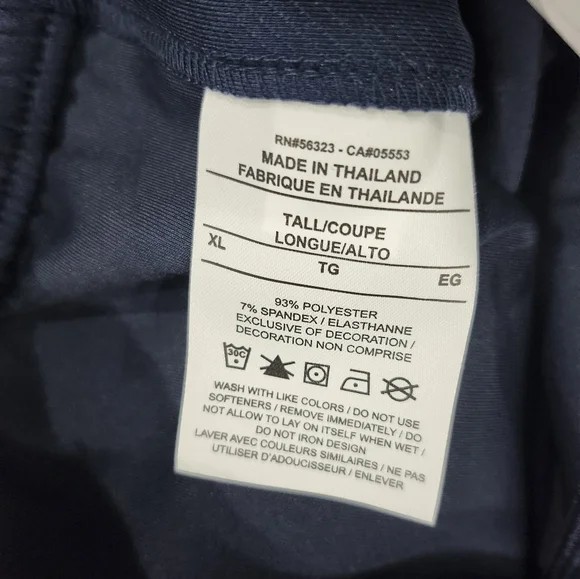 RN#56323 - CA#05553
MADE IN THAILAND
FABRIQUE EN THAILANDE
TALL/COUPE
LONGUE/ALTO
XL TG EG
93% POLYESTER
7% SPANDEX / ELASTHANNE
EXCLUSIVE OF DECORATION /
DECORATION NON COMPRISE
30C
WASH WITH LIKE COLORS / DO NOT USE
SOFTENERS / REMOVE IMMEDIATELY / DO
NOT ALLOW TO LAY ON ITSELF WHEN WET /
DO NOT IRON DESIGN
LAVER AVEC COULEURS SIMILAIRES / NE PAS
UTILISER D'ADOUCISSEUR / ENLEVER